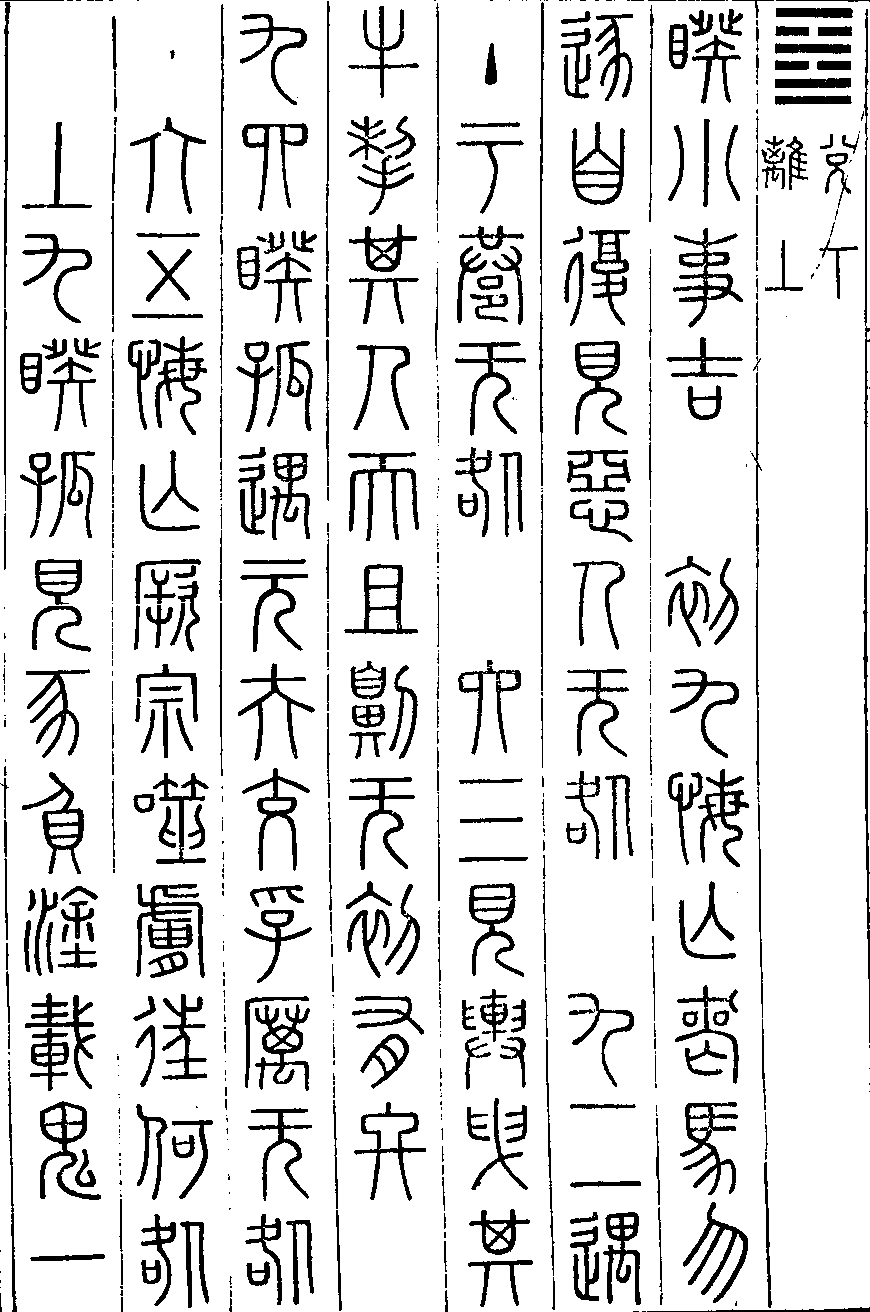 兌下
離上
睽小事吉 初九悔亡喪馬勿
逐自復見惡人无咎 九二遇
主于巷无咎 六三見輿曳其
牛掣其人而且劓无初有終
九四睽孤遇元夫交孚厲无咎
六五悔亡厥宗噬膚往何咎
上九睽孤見豕負塗載鬼一